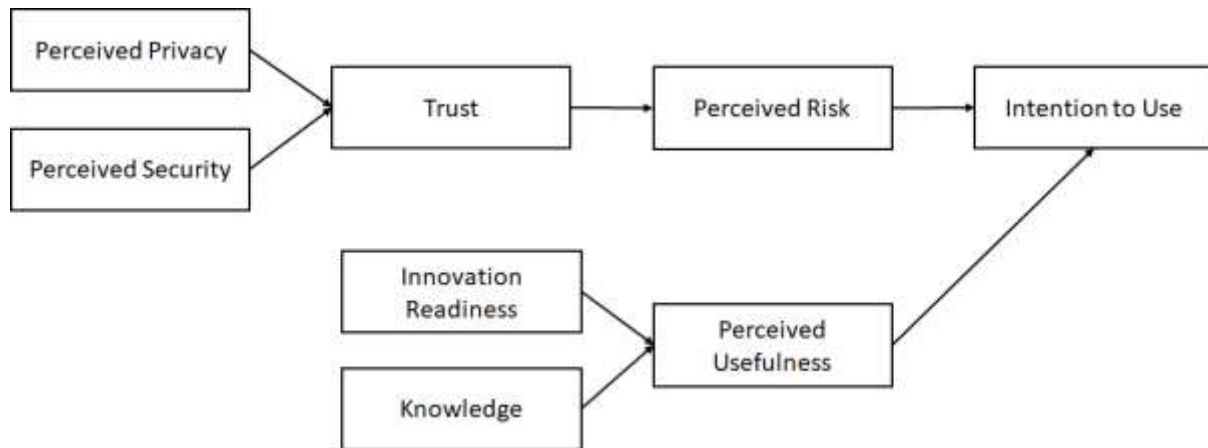 Perceived Privacy
Trust
Perceived Risk
Intention to Use
Perceived Security
Innovation
Readiness
Perceived
Usefulness
Knowledge